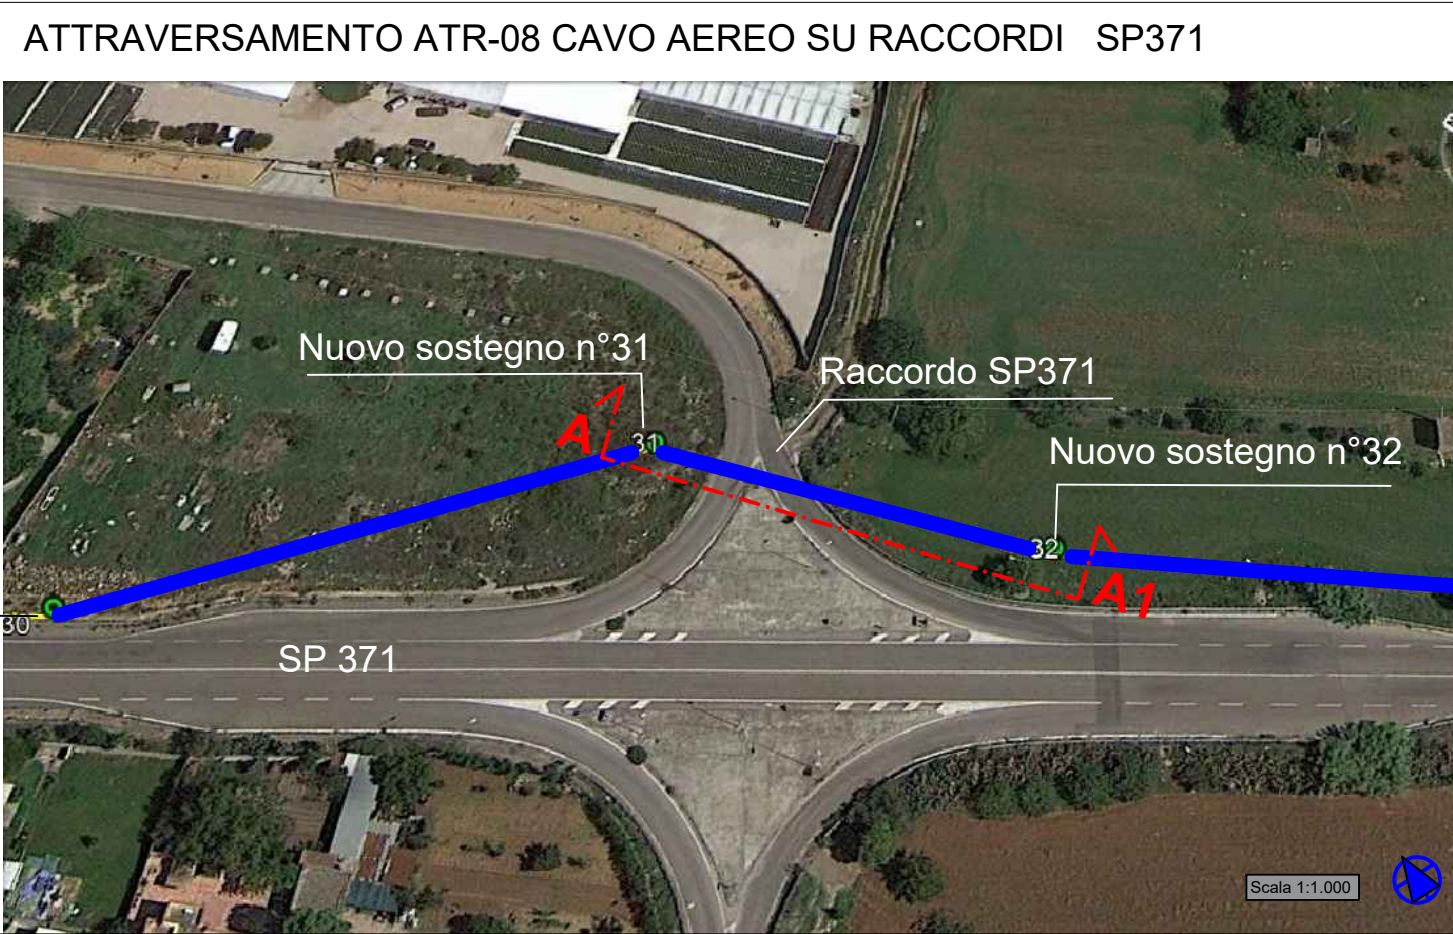 ATTRAVERSAMENTO ATR-08 CAVO AEREO SU RACCORDI SP371
Nuovo sostegno n°31
Raccordo SP371
A
31
Nuovo sostegno n°32
32
A1
30
SP 371
Scala 1:1.000